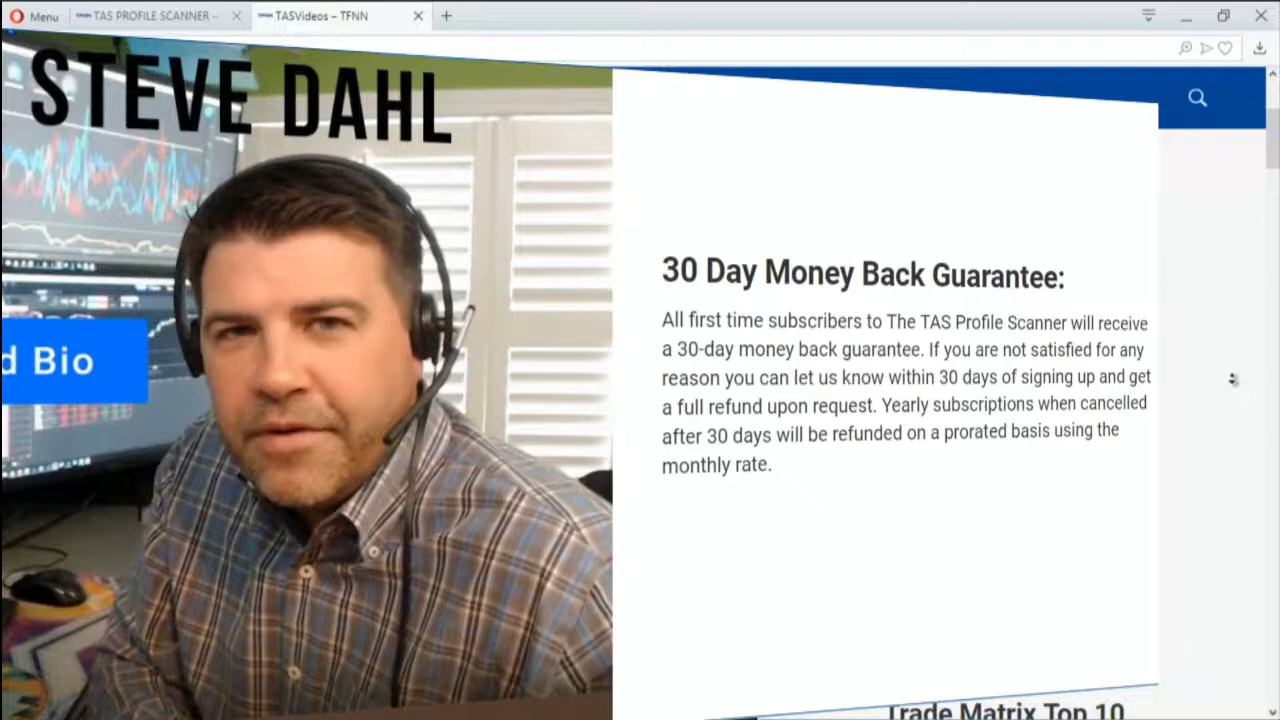 Menu
TAS PROFILE SCANNER –
TASVideos – TFNN
STEVE DAHL
d Bio
30 Day Money Back Guarantee:
All first time subscribers to The TAS Profile Scanner will receive
a 30-day money back guarantee. If you are not satisfied for any
reason you can let us know within 30 days of signing up and get
a full refund upon request. Yearly subscriptions when cancelled
after 30 days will be refunded on a prorated basis using the
monthly rate.
Trade Matrix Top 10